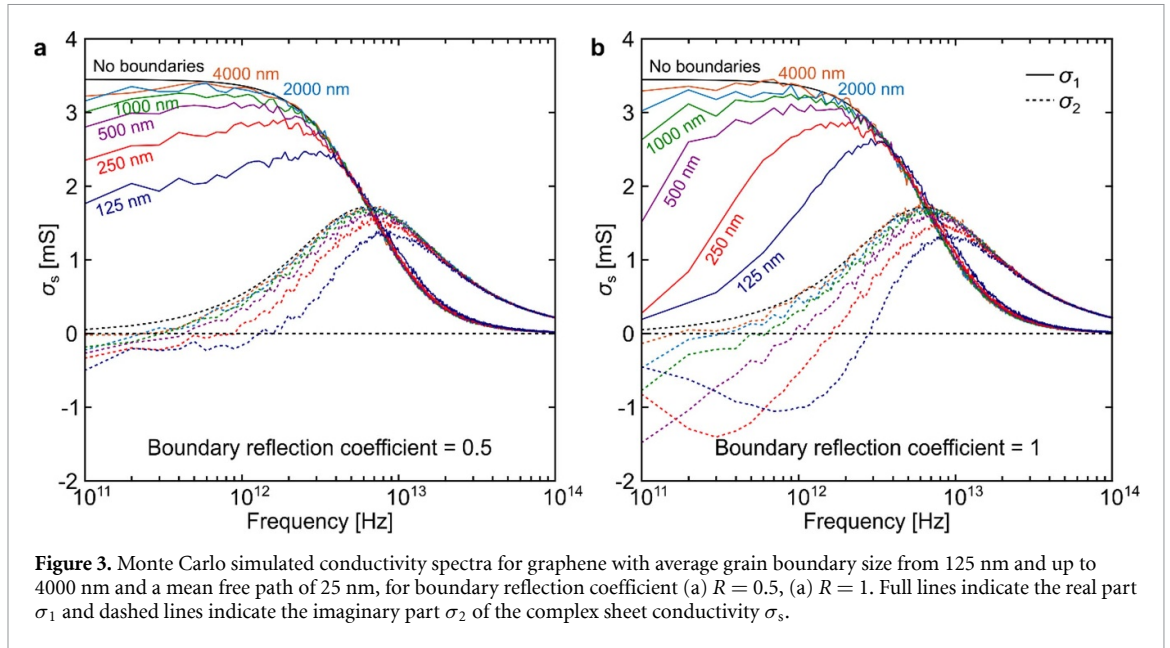 a
4
3
2
1
0
-1
-2
σs [mS]
No boundaries
4000 nm
2000 nm
1000 nm
500 nm
250 nm
125 nm
Boundary reflection coefficient = 0.5
10^11
10^12
10^13
10^14
Frequency [Hz]
b
4
3
2
1
0
-1
-2
σs [mS]
No boundaries
4000 nm
2000 nm
1000 nm
500 nm
250 nm
125 nm
σ1
σ2
Boundary reflection coefficient = 1
10^11
10^12
10^13
10^14
Frequency [Hz]
Figure 3. Monte Carlo simulated conductivity spectra for graphene with average grain boundary size from 125 nm and up to
4000 nm and a mean free path of 25 nm, for boundary reflection coefficient (a) R = 0.5, (a) R = 1. Full lines indicate the real part
σ1 and dashed lines indicate the imaginary part σ2 of the complex sheet conductivity σs.